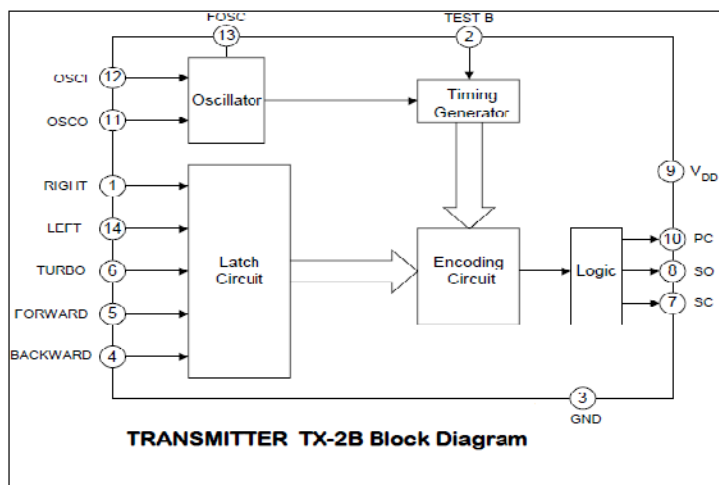 FOSC
TEST B
13
2
OSCI 12
Oscillator
Timing
Generator
OSCO 11
9 VDD
RIGHT 1
LEFT 14
10 PC
TURBO 6
Latch
Circuit
Encoding
Circuit
Logic
8 SO
7 SC
FORWARD 5
BACKWARD 4
3
GND
TRANSMITTER TX-2B Block Diagram